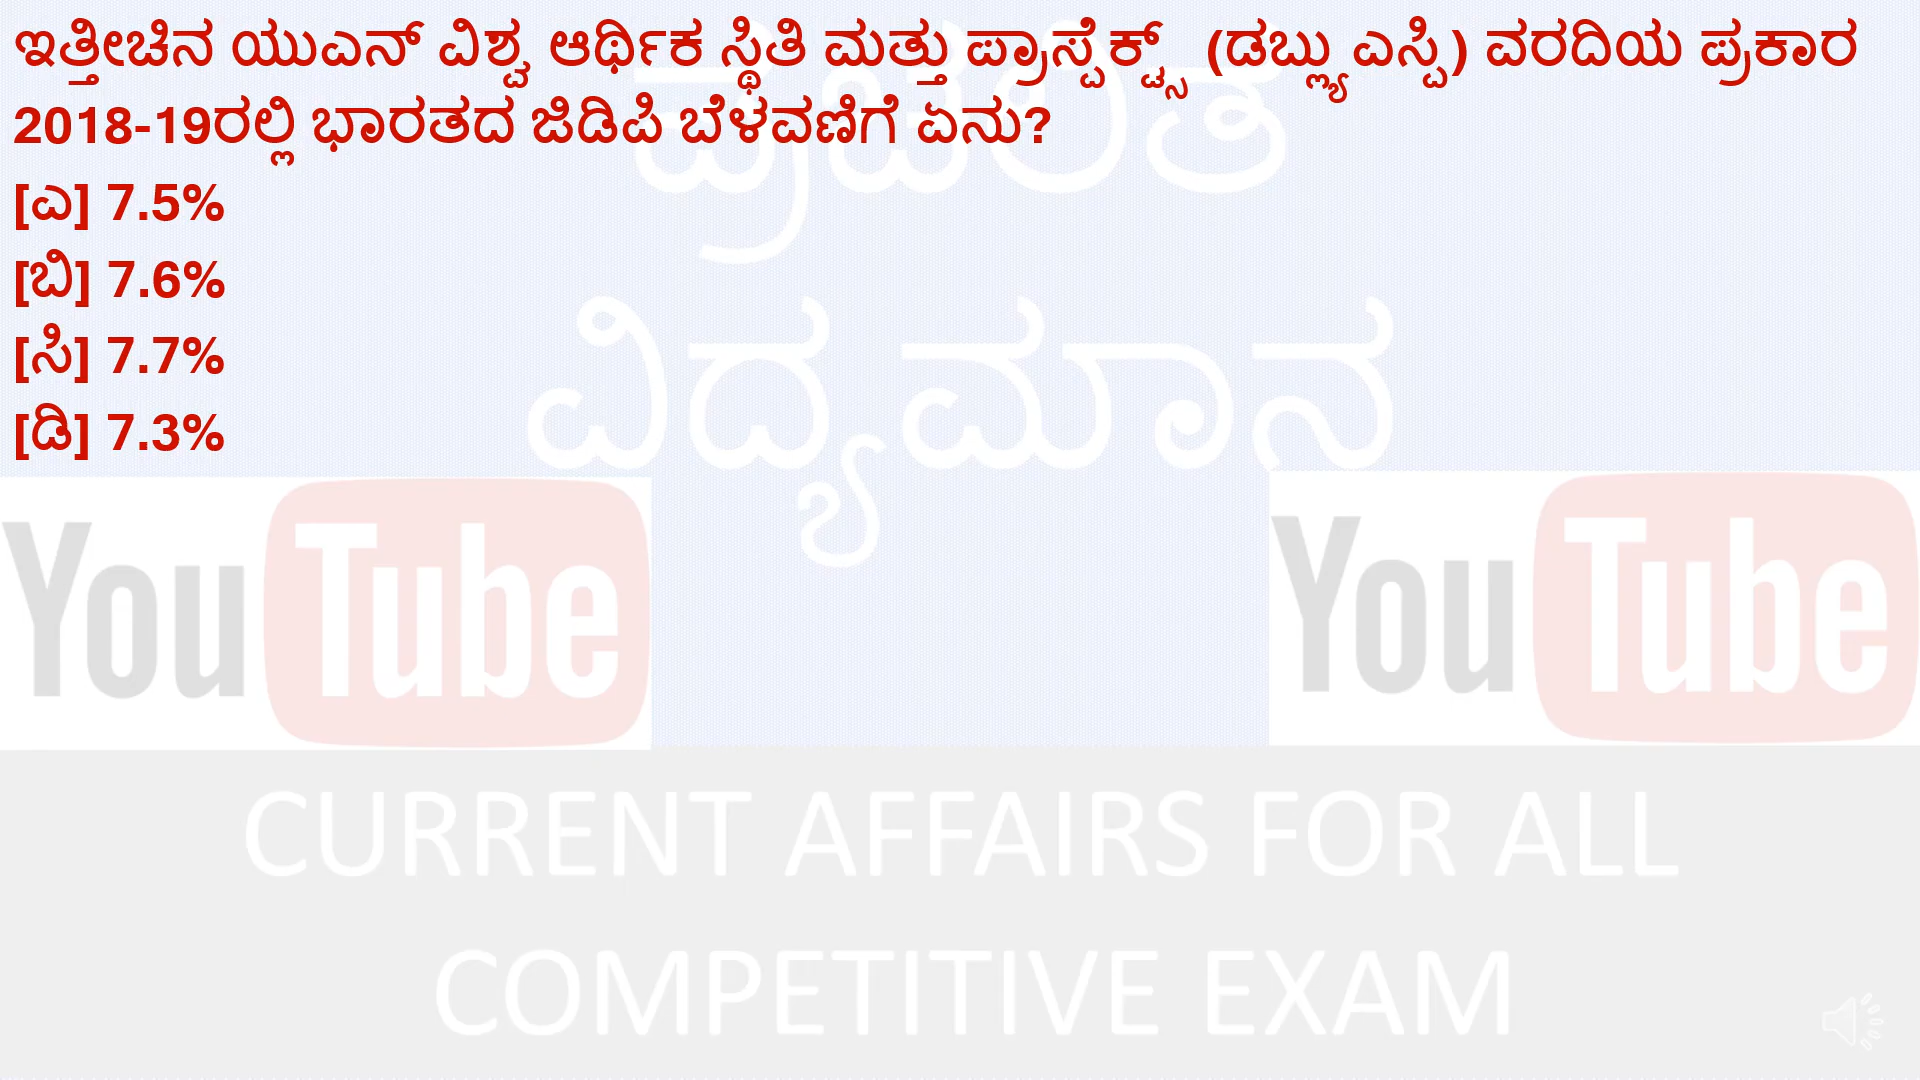 ಇತ್ತೀಚಿನ ಯುಎನ್ ವಿಶ್ವ ಆರ್ಥಿಕ ಸ್ಥಿತಿ ಮತ್ತು ಪ್ರಾಸ್ಪೆಕ್ಟ್ಸ್ (ಡಬ್ಲ್ಯುಎಸ್ಪಿ) ವರದಿಯ ಪ್ರಕಾರ
2018-19ರಲ್ಲಿ ಭಾರತದ ಜಿಡಿಪಿ ಬೆಳವಣಿಗೆ ಏನು?
[ಎ] 7.5%
[ಬಿ] 7.6%
[ಸಿ] 7.7%
[ಡಿ] 7.3%
ಪ್ರಚಲಿತ
ವಿದ್ಯಮಾನ
YouTube YouTube
CURRENT AFFAIRS FOR ALL
COMPETITIVE EXAM